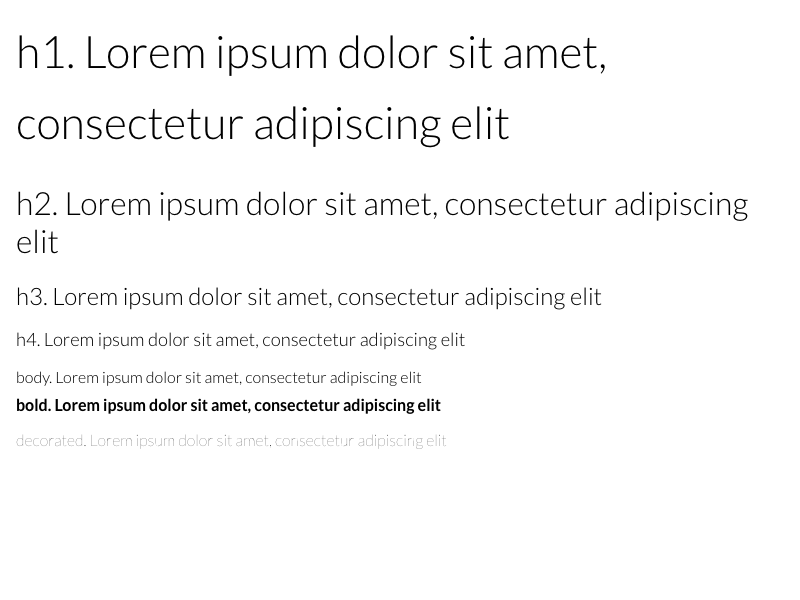 h1. Lorem ipsum dolor sit amet,
consectetur adipiscing elit
h2. Lorem ipsum dolor sit amet, consectetur adipiscing
elit
h3. Lorem ipsum dolor sit amet, consectetur adipiscing elit
h4. Lorem ipsum dolor sit amet, consectetur adipiscing elit
body. Lorem ipsum dolor sit amet, consectetur adipiscing elit
bold. Lorem ipsum dolor sit amet, consectetur adipiscing elit
decorated. Lorem ipsum dolor sit amet, consectetur adipiscing elit